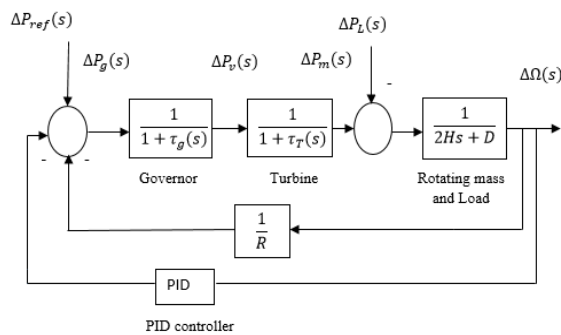 ΔP_ref(s)
ΔP_L(s)
ΔP_g(s)
ΔP_v(s)
ΔP_m(s)
ΔΩ(s)
-
1
1 + τ_g(s)
1
1 + τ_T(s)
1
2Hs + D
-
-
Governor
Turbine
Rotating mass
and Load
1
R
PID
PID controller